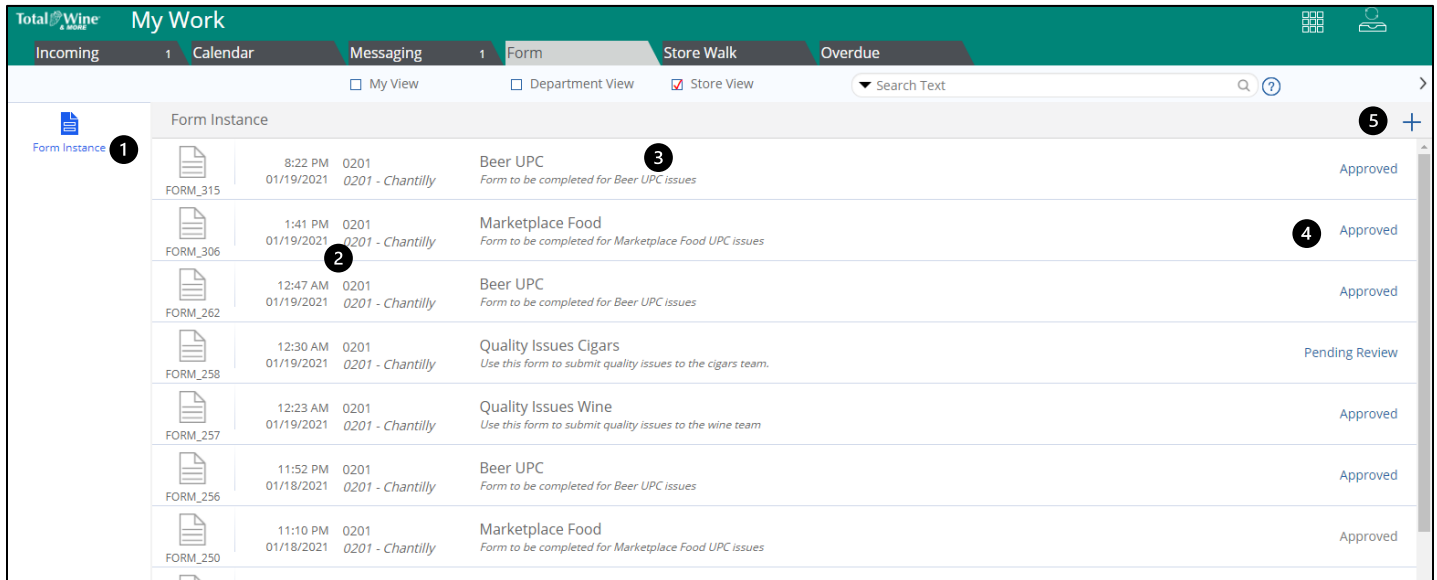 Total Wine & MORE My Work
Incoming 1 Calendar Messaging 1 Form Store Walk Overdue
My View Department View Store View Search Text ?
Form Instance 5
Form Instance 1
8:22 PM 0201 Beer UPC 3
FORM_315 01/19/2021 0201 - Chantilly Form to be completed for Beer UPC issues Approved
1:41 PM 0201 Marketplace Food
FORM_306 01/19/2021 0201 - Chantilly Form to be completed for Marketplace Food UPC issues 4 Approved
2
12:47 AM 0201 Beer UPC
FORM_262 01/19/2021 0201 - Chantilly Form to be completed for Beer UPC issues Approved
12:30 AM 0201 Quality Issues Cigars
FORM_258 01/19/2021 0201 - Chantilly Use this form to submit quality issues to the cigars team. Pending Review
12:23 AM 0201 Quality Issues Wine
FORM_257 01/19/2021 0201 - Chantilly Use this form to submit quality issues to the wine team Approved
11:52 PM 0201 Beer UPC
FORM_256 01/18/2021 0201 - Chantilly Form to be completed for Beer UPC issues Approved
11:10 PM 0201 Marketplace Food
FORM_250 01/18/2021 0201 - Chantilly Form to be completed for Marketplace Food UPC issues Approved